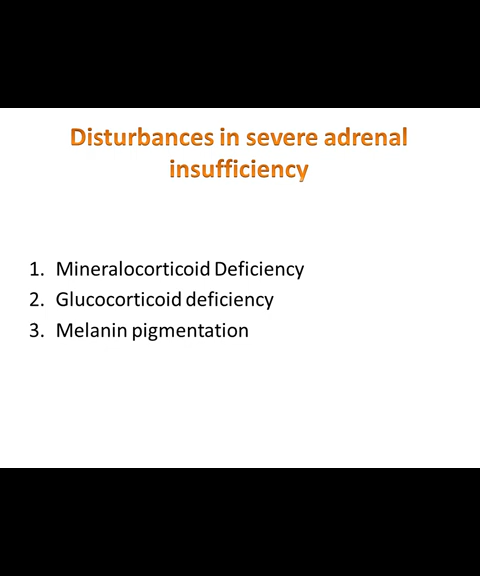 Disturbances in severe adrenal
insufficiency
1. Mineralocorticoid Deficiency
2. Glucocorticoid deficiency
3. Melanin pigmentation